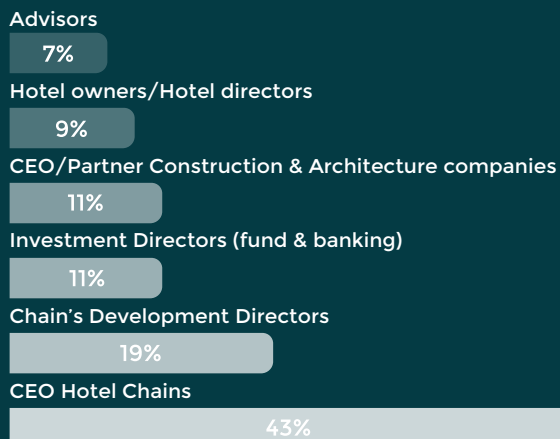 Advisors
7%
Hotel owners/Hotel directors
9%
CEO/Partner Construction & Architecture companies
11%
Investment Directors (fund & banking)
11%
Chain's Development Directors
19%
CEO Hotel Chains
43%